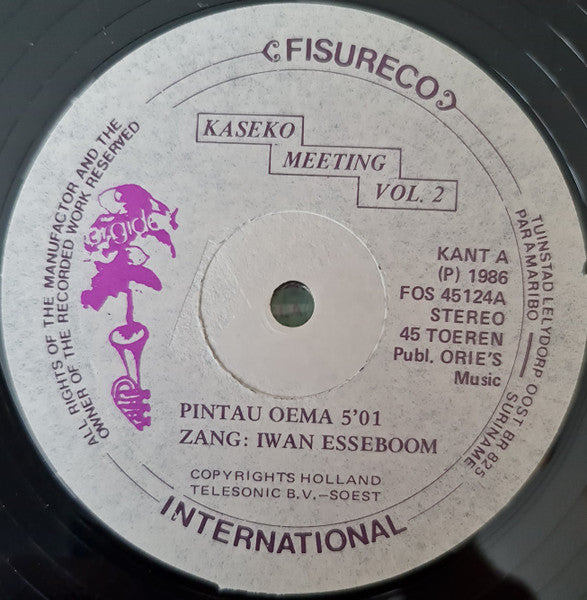 FISURECO
KASEKO
MEETING
VOL. 2
ALL RIGHTS OF THE MANUFACTOR AND THE
OWNER OF THE RECORDED WORK RESERVED
TUINSTAD LELYDORP OOST BR 825
PARAMARIBO
SURINAME
KANT A
(P) 1986
FOS 45124A
STEREO
45 TOEREN
Publ. ORIE'S
Music
PINTAU OEMA 5'01
ZANG: IWAN ESSEBOOM
COPYRIGHTS HOLLAND
TELESONIC B.V.–SOEST
INTERNATIONAL